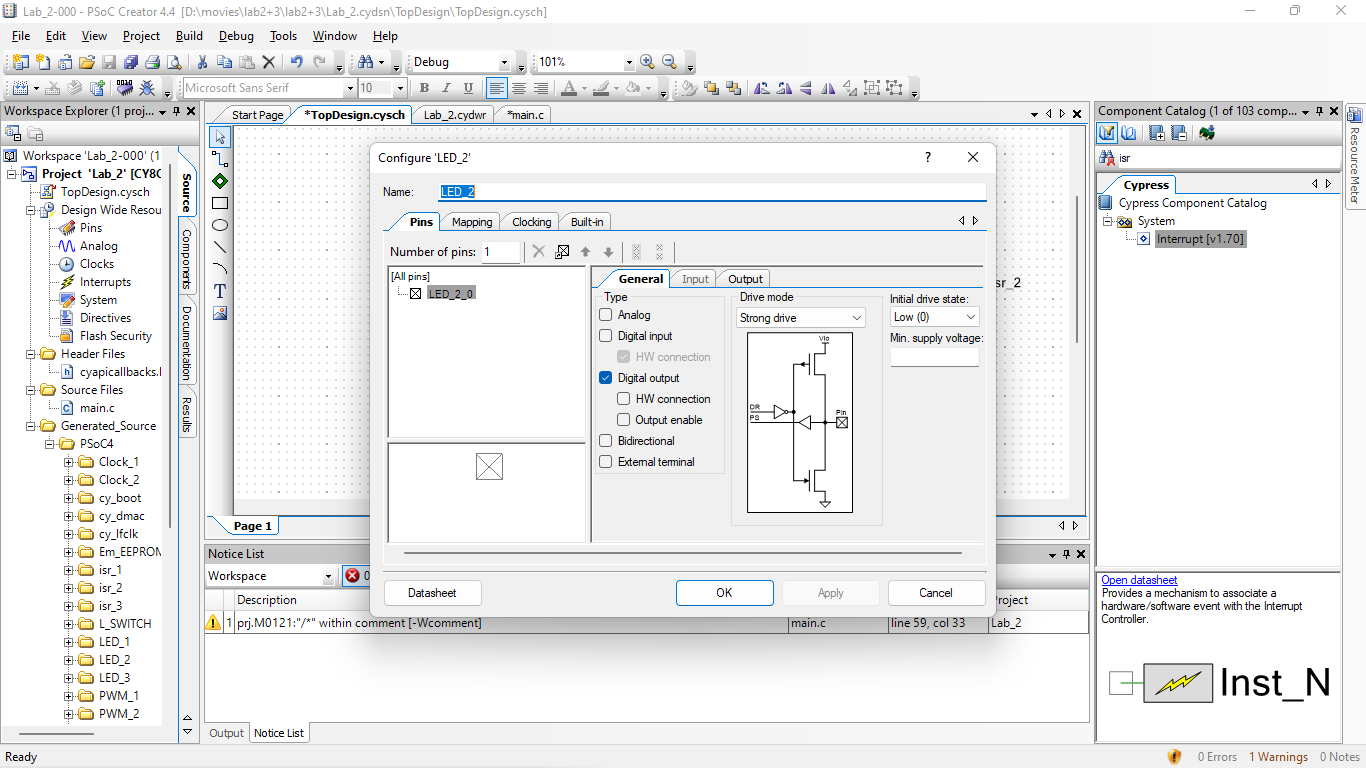 Lab_2-000 - PSoC Creator 4.4 [D:\movies\lab2+3\lab2+3\Lab_2.cydsn\TopDesign\TopDesign.cysch]
File Edit View Project Build Debug Tools Window Help
Debug 101%
Microsoft Sans Serif 10 B I U
Workspace Explorer (1 proj...
Workspace 'Lab_2-000' (1
Project 'Lab_2' [CY8C
TopDesign.cysch
Design Wide Resou
Pins
Analog
Clocks
Interrupts
System
Directives
Flash Security
Header Files
cyapicallbacks.h
Source Files
main.c
Generated_Source
PSoC4
Clock_1
Clock_2
cy_boot
cy_dmac
cy_lfclk
Em_EEPROM
isr_1
isr_2
isr_3
L_SWITCH
LED_1
LED_2
LED_3
PWM_1
PWM_2
Source
Components
Documentation
Results
Start Page *TopDesign.cysch Lab_2.cydwr *main.c
sr_2
Page 1
Configure 'LED_2'
?
Name: LED_2
Pins Mapping Clocking Built-in
Number of pins: 1
[All pins]
LED_2_0
General Input Output
Type
Analog
Digital input
HW connection
Digital output
HW connection
Output enable
Bidirectional
External terminal
Drive mode
Strong drive
Vio
DR
PS
Pin
Initial drive state:
Low (0)
Min. supply voltage:
Datasheet OK Apply Cancel
Notice List
Workspace 0
Description roject
1 prj.M0121:"/*" within comment [-Wcomment] main.c line 59, col 33 Lab_2
Output Notice List
Component Catalog (1 of 103 comp...
isr
Cypress
Cypress Component Catalog
System
Interrupt [v1.70]
Open datasheet
Provides a mechanism to associate a
hardware/software event with the Interrupt
Controller.
Inst_N
Resource Meter
Ready 0 Errors 1 Warnings 0 Notes